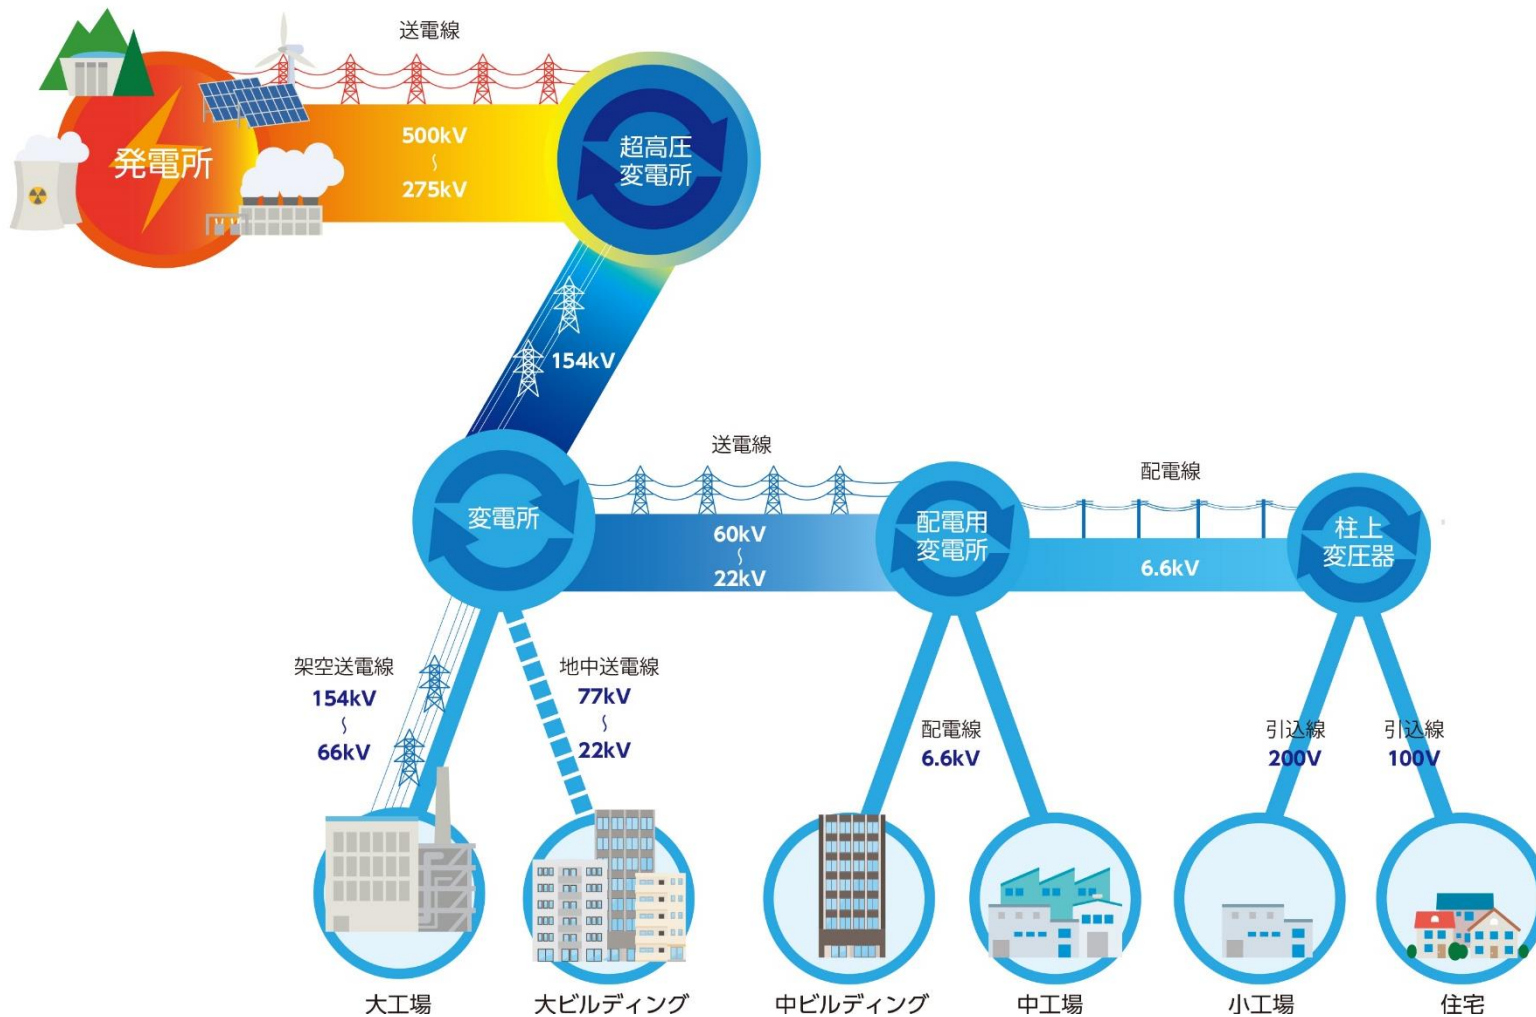 送電線
発電所
500kV
〜
275kV
超高圧
変電所
154kV
変電所
送電線
60kV
〜
22kV
配電用
変電所
配電線
6.6kV
柱上
変圧器
架空送電線
154kV
〜
66kV
地中送電線
77kV
〜
22kV
配電線
6.6kV
引込線
200V
引込線
100V
大工場
大ビルディング
中ビルディング
中工場
小工場
住宅